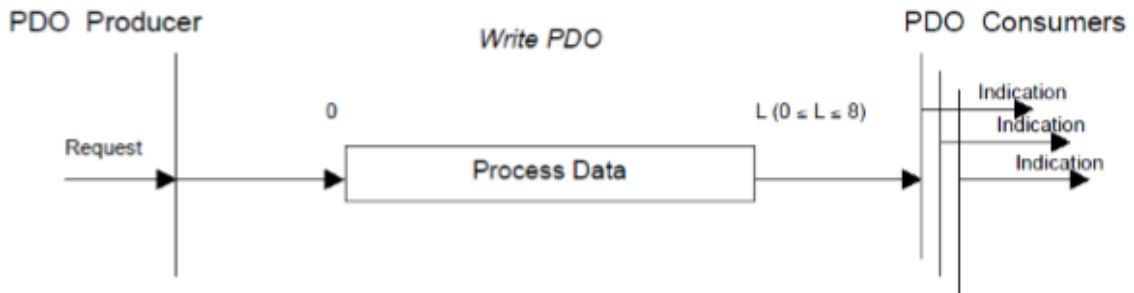 PDO Producer
Write PDO
PDO Consumers
0
L (0 ≤ L ≤ 8)
Indication
Indication
Request
Process Data
Indication